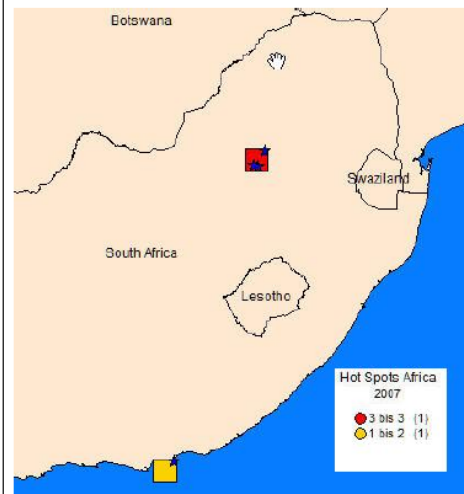 Botswana
Swaziland
South Africa
Lesotho
Hot Spots Africa
2007
3 bis 3 (1)
1 bis 2 (1)